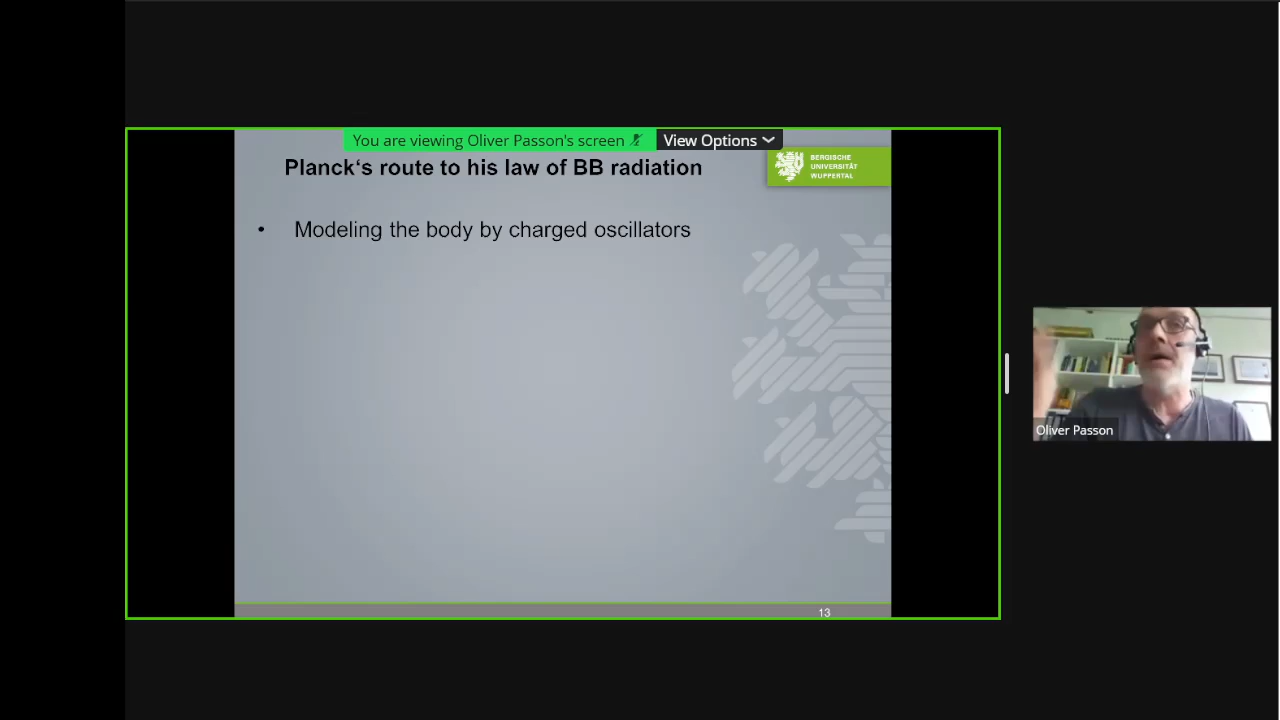 You are viewing Oliver Passon's screen
View Options
Planck‘s route to his law of BB radiation
BERGISCHE
UNIVERSITÄT
WUPPERTAL
• Modeling the body by charged oscillators
Oliver Passon
13